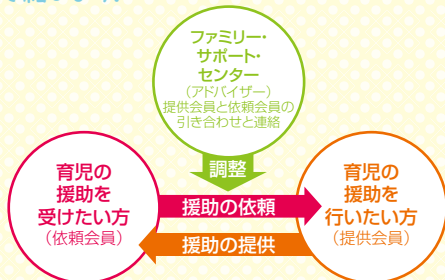 ファミリー・
サポート・
センター
（アドバイザー）
提供会員と依頼会員の
引き合わせと連絡
調整
育児の
援助を
受けたい方
（依頼会員）
援助の依頼
援助の提供
育児の
援助を
行いたい方
（提供会員）